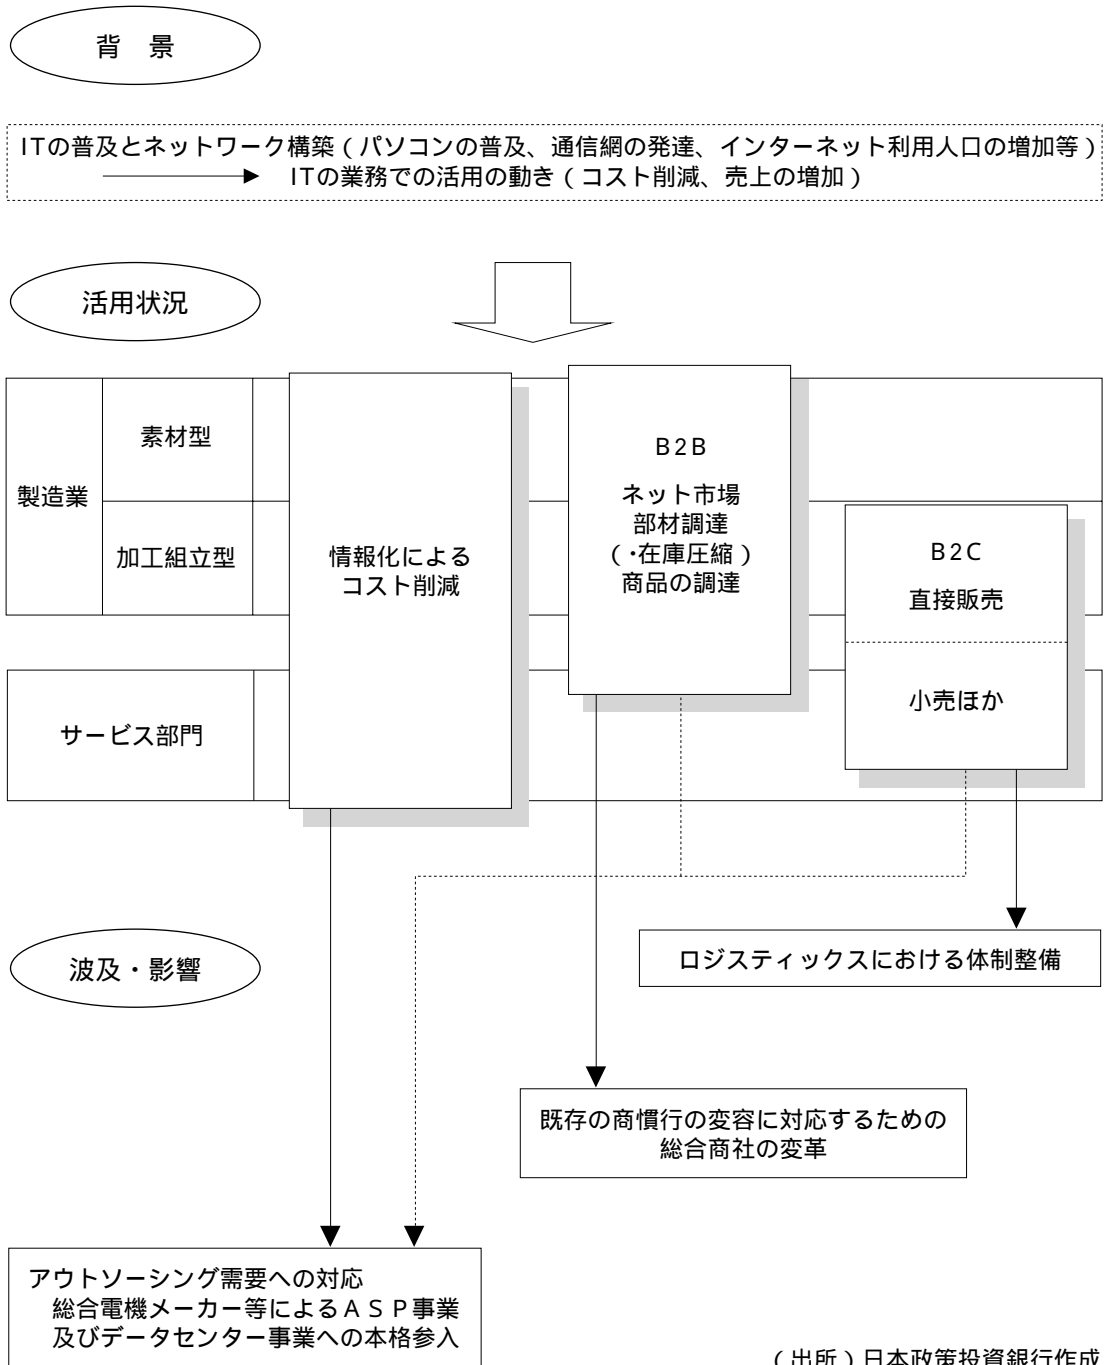 背　景
ITの普及とネットワーク構築（パソコンの普及、通信網の発達、インターネット利用人口の増加等）
ITの業務での活用の動き（コスト削減、売上の増加）
活用状況
製造業
素材型
加工組立型
情報化による
コスト削減
B2B
ネット市場
部材調達
（・在庫圧縮）
商品の調達
B2C
直接販売
小売ほか
サービス部門
波及・影響
ロジスティックスにおける体制整備
既存の商慣行の変容に対応するための
総合商社の変革
アウトソーシング需要への対応
総合電機メーカー等によるＡＳＰ事業
及びデータセンター事業への本格参入
（出所）日本政策投資銀行作成